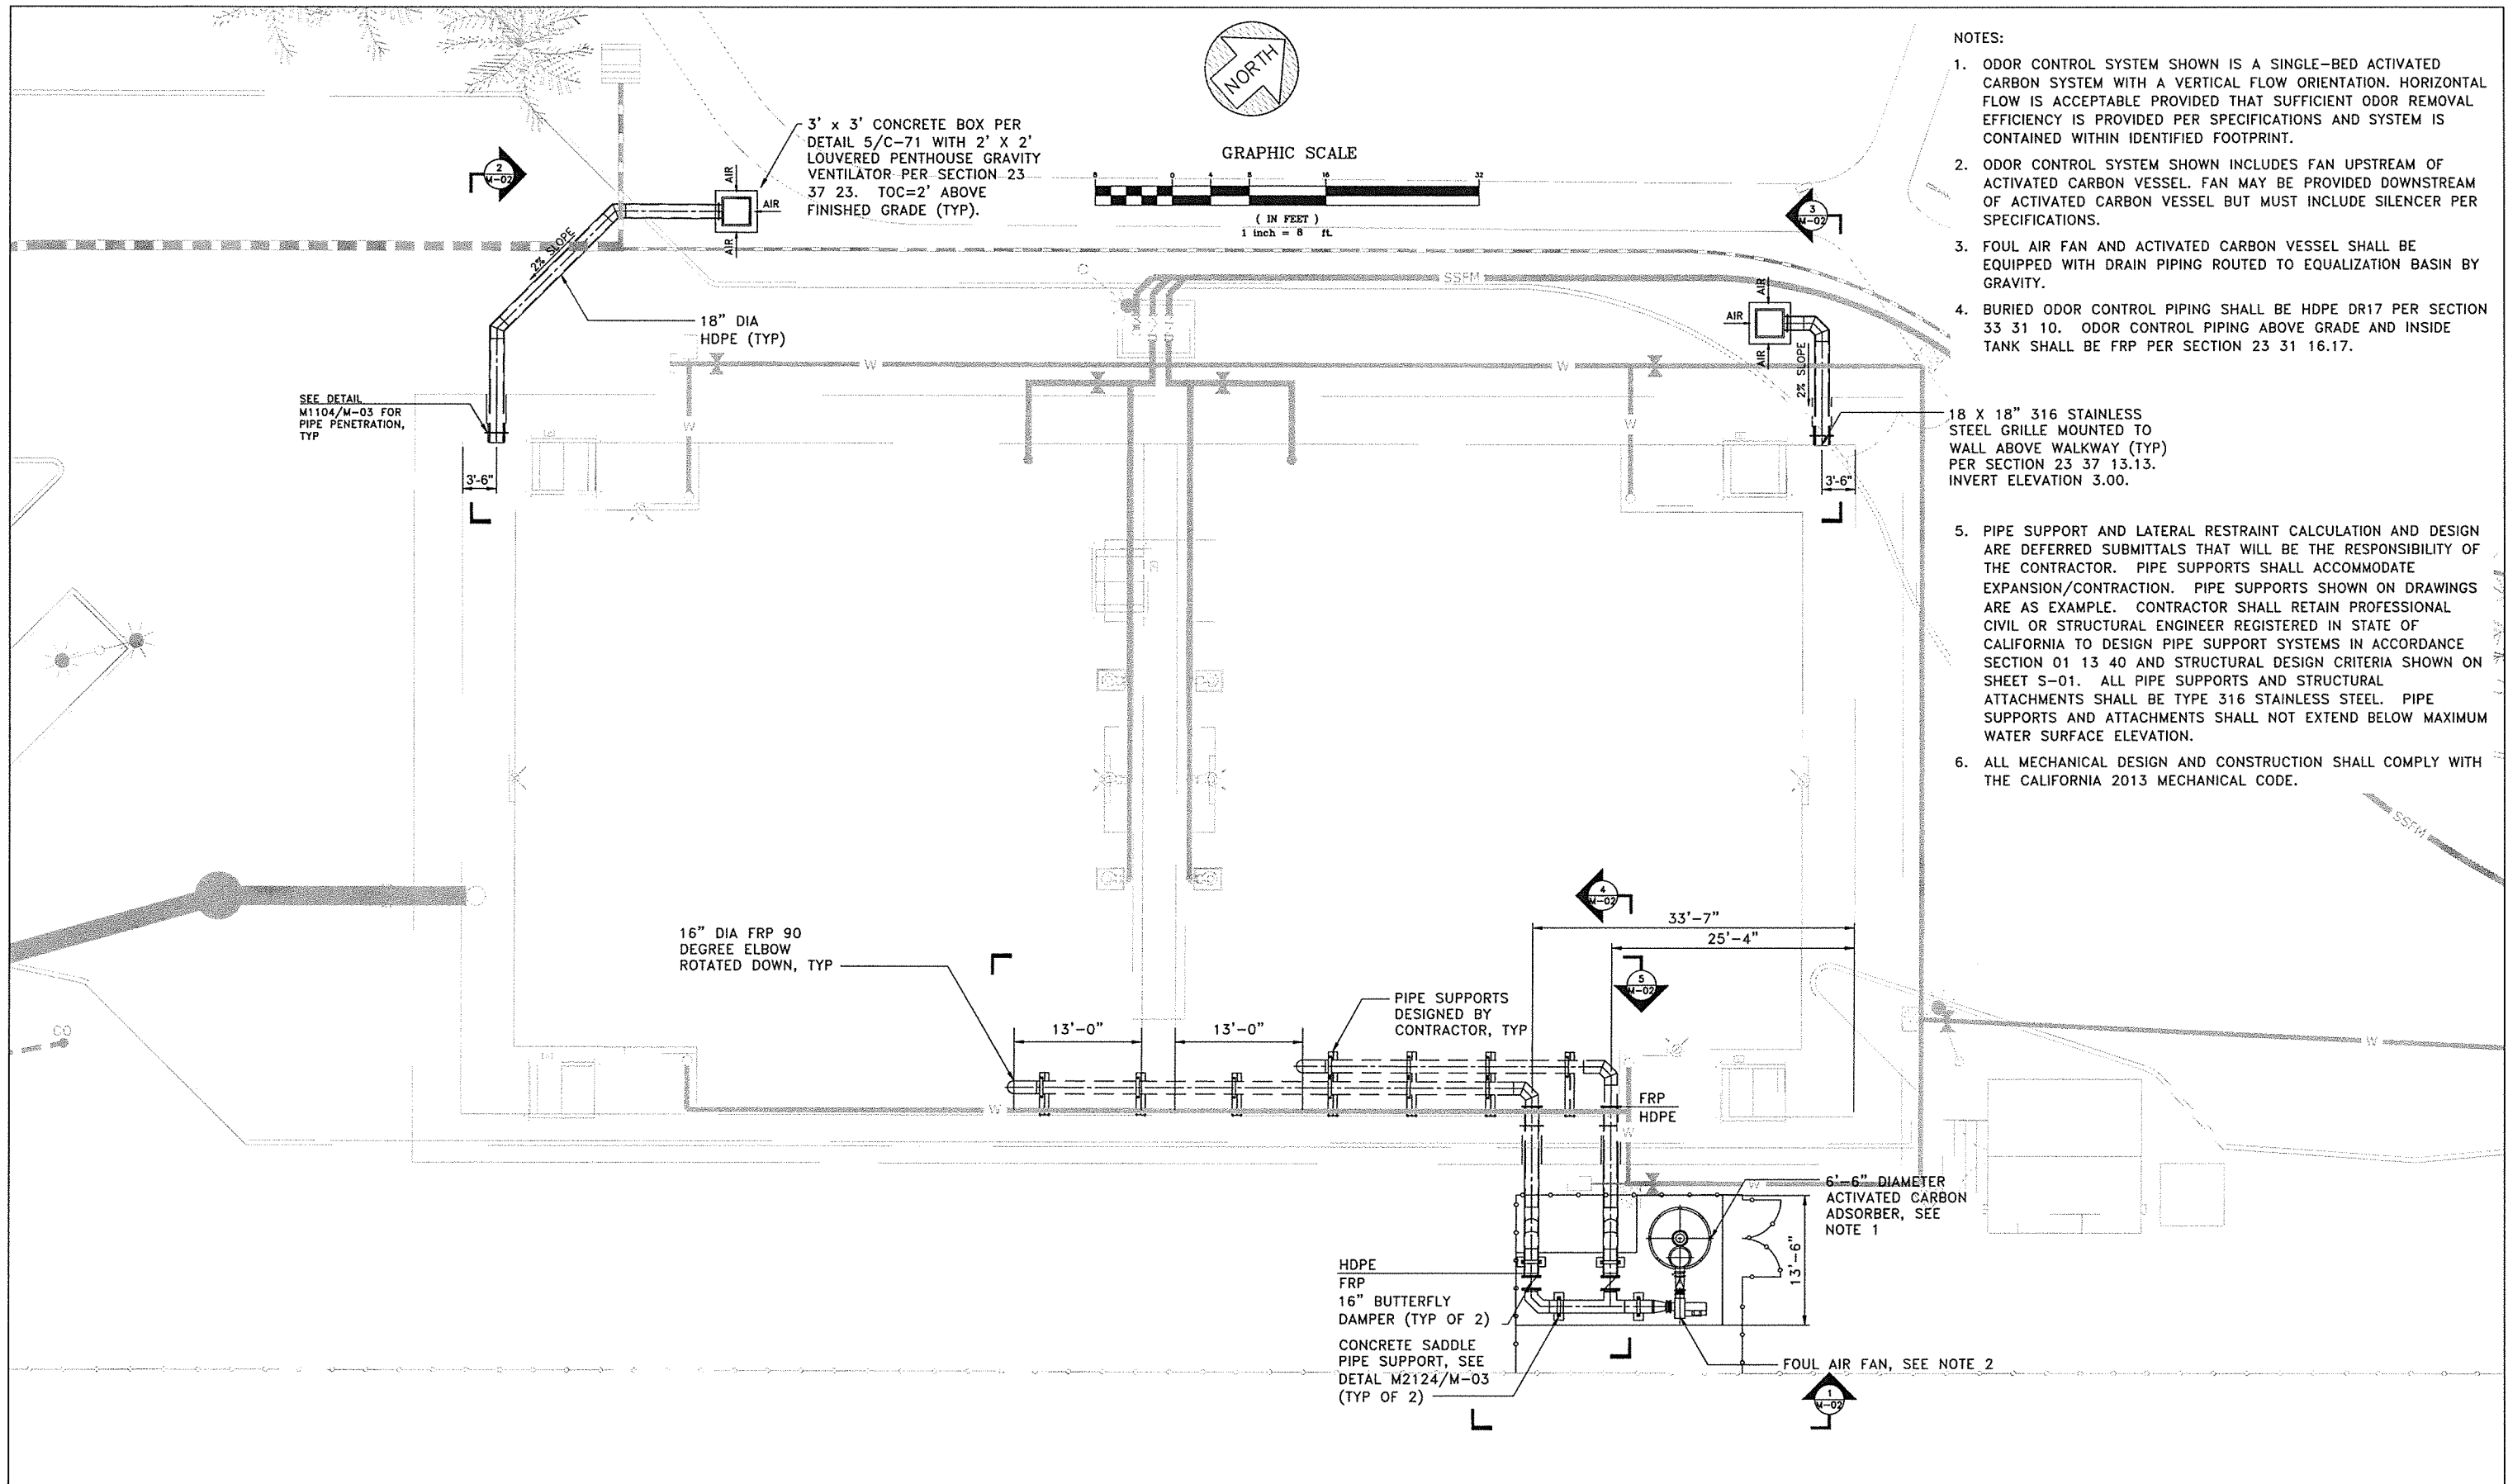 NORTH
GRAPHIC SCALE
8 0 4 8 16 32
( IN FEET )
1 inch = 8 ft.
2
M-02
3' x 3' CONCRETE BOX PER
DETAIL 5/C-71 WITH 2' X 2'
LOUVERED PENTHOUSE GRAVITY
VENTILATOR PER SECTION 23
37 23. TOC=2' ABOVE
FINISHED GRADE (TYP).
AIR
AIR
AIR
2% SLOPE
18" DIA
HDPE (TYP)
SEE DETAIL
M1104/M-03 FOR
PIPE PENETRATION,
TYP
3'-6"
SSFM
W
W
W
W
3
M-02
AIR
AIR
AIR
2% SLOPE
18 X 18" 316 STAINLESS
STEEL GRILLE MOUNTED TO
WALL ABOVE WALKWAY (TYP)
PER SECTION 23 37 13.13.
INVERT ELEVATION 3.00.
3'-6"
NOTES:
1. ODOR CONTROL SYSTEM SHOWN IS A SINGLE-BED ACTIVATED
CARBON SYSTEM WITH A VERTICAL FLOW ORIENTATION. HORIZONTAL
FLOW IS ACCEPTABLE PROVIDED THAT SUFFICIENT ODOR REMOVAL
EFFICIENCY IS PROVIDED PER SPECIFICATIONS AND SYSTEM IS
CONTAINED WITHIN IDENTIFIED FOOTPRINT.
2. ODOR CONTROL SYSTEM SHOWN INCLUDES FAN UPSTREAM OF
ACTIVATED CARBON VESSEL. FAN MAY BE PROVIDED DOWNSTREAM
OF ACTIVATED CARBON VESSEL BUT MUST INCLUDE SILENCER PER
SPECIFICATIONS.
3. FOUL AIR FAN AND ACTIVATED CARBON VESSEL SHALL BE
EQUIPPED WITH DRAIN PIPING ROUTED TO EQUALIZATION BASIN BY
GRAVITY.
4. BURIED ODOR CONTROL PIPING SHALL BE HDPE DR17 PER SECTION
33 31 10. ODOR CONTROL PIPING ABOVE GRADE AND INSIDE
TANK SHALL BE FRP PER SECTION 23 31 16.17.
5. PIPE SUPPORT AND LATERAL RESTRAINT CALCULATION AND DESIGN
ARE DEFERRED SUBMITTALS THAT WILL BE THE RESPONSIBILITY OF
THE CONTRACTOR. PIPE SUPPORTS SHALL ACCOMMODATE
EXPANSION/CONTRACTION. PIPE SUPPORTS SHOWN ON DRAWINGS
ARE AS EXAMPLE. CONTRACTOR SHALL RETAIN PROFESSIONAL
CIVIL OR STRUCTURAL ENGINEER REGISTERED IN STATE OF
CALIFORNIA TO DESIGN PIPE SUPPORT SYSTEMS IN ACCORDANCE
SECTION 01 13 40 AND STRUCTURAL DESIGN CRITERIA SHOWN ON
SHEET S-01. ALL PIPE SUPPORTS AND STRUCTURAL
ATTACHMENTS SHALL BE TYPE 316 STAINLESS STEEL. PIPE
SUPPORTS AND ATTACHMENTS SHALL NOT EXTEND BELOW MAXIMUM
WATER SURFACE ELEVATION.
6. ALL MECHANICAL DESIGN AND CONSTRUCTION SHALL COMPLY WITH
THE CALIFORNIA 2013 MECHANICAL CODE.
SSFM
4
M-02
33'-7"
25'-4"
5
M-02
16" DIA FRP 90
DEGREE ELBOW
ROTATED DOWN, TYP
CO
13'-0"
13'-0"
PIPE SUPPORTS
DESIGNED BY
CONTRACTOR, TYP
W
FRP
HDPE
W
W
W
6'-6" DIAMETER
ACTIVATED CARBON
ADSORBER, SEE
NOTE 1
13'-6"
HDPE
FRP
16" BUTTERFLY
DAMPER (TYP OF 2)
CONCRETE SADDLE
PIPE SUPPORT, SEE
DETAL M2124/M-03
(TYP OF 2)
FOUL AIR FAN, SEE NOTE 2
1
M-02